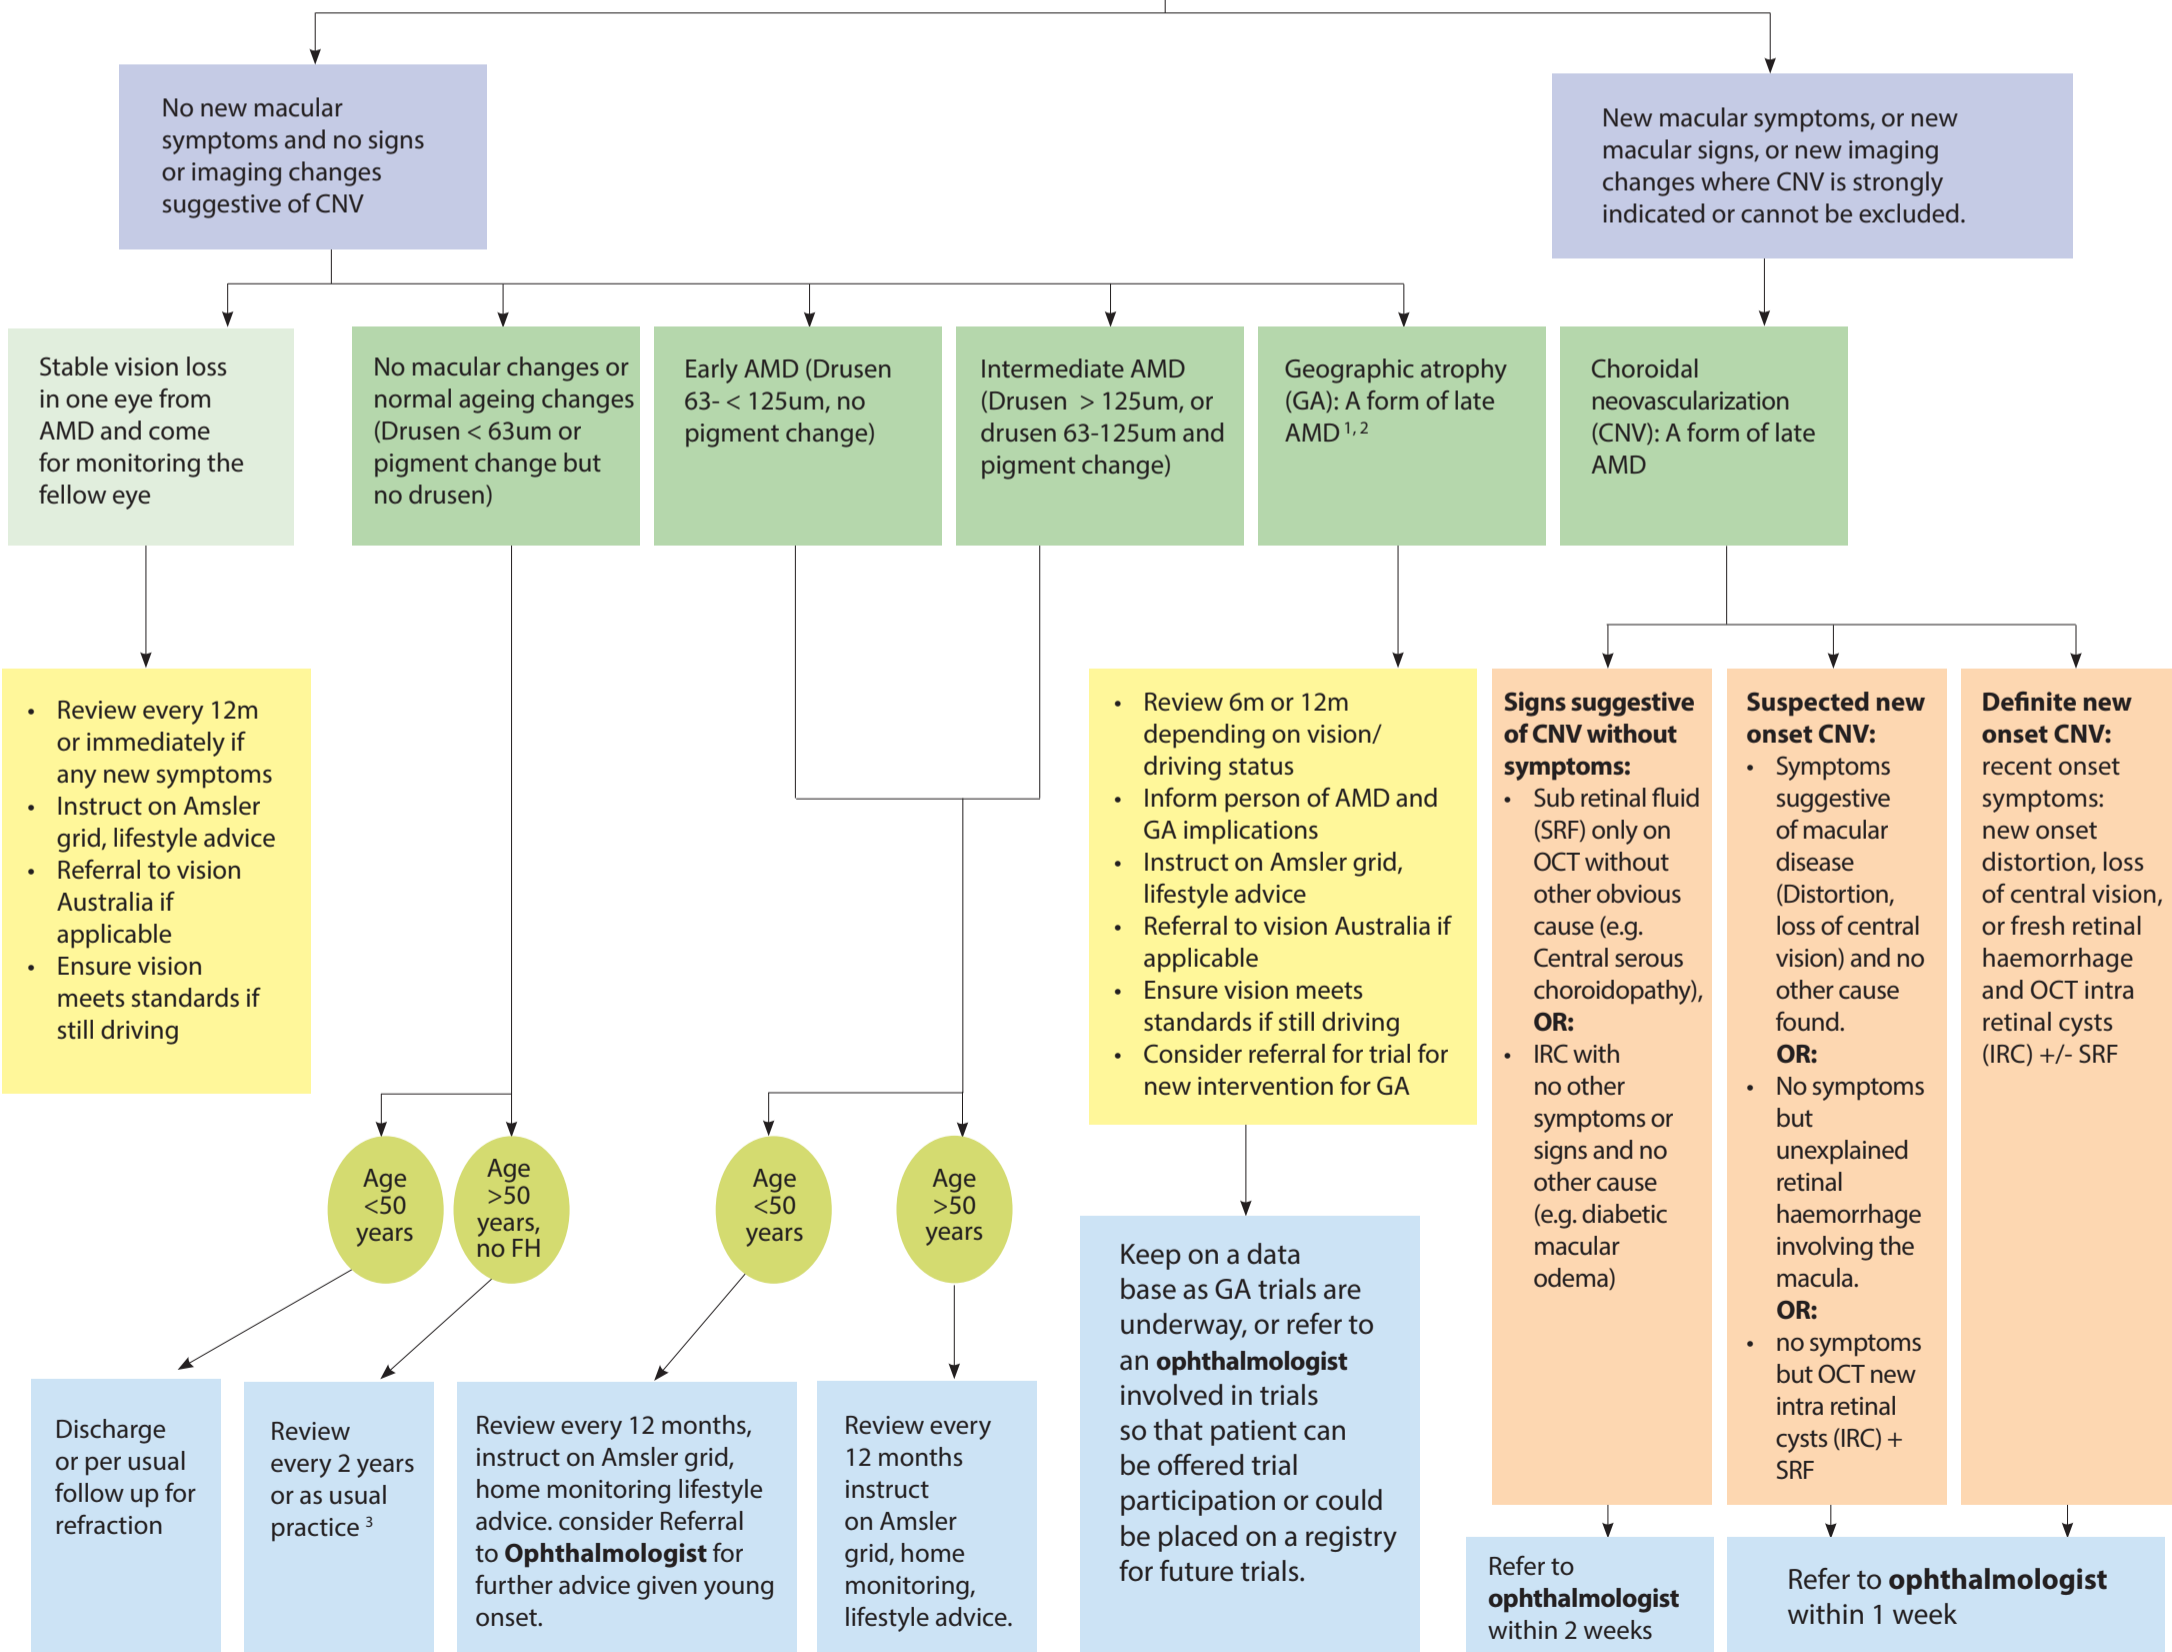 No new macular
symptoms and no signs
or imaging changes
suggestive of CNV
New macular symptoms, or new
macular signs, or new imaging
changes where CNV is strongly
indicated or cannot be excluded.
Stable vision loss
in one eye from
AMD and come
for monitoring the
fellow eye
No macular changes or
normal ageing changes
(Drusen < 63um or
pigment change but
no drusen)
Early AMD (Drusen
63- < 125um, no
pigment change)
Intermediate AMD
(Drusen > 125um, or
drusen 63-125um and
pigment change)
Geographic atrophy
(GA): A form of late
AMD 1, 2
Choroidal
neovascularization
(CNV): A form of late
AMD
• Review every 12m
or immediately if
any new symptoms
• Instruct on Amsler
grid, lifestyle advice
• Referral to vision
Australia if
applicable
• Ensure vision
meets standards if
still driving
• Review 6m or 12m
depending on vision/
driving status
• Inform person of AMD and
GA implications
• Instruct on Amsler grid,
lifestyle advice
• Referral to vision Australia if
applicable
• Ensure vision meets
standards if still driving
• Consider referral for trial for
new intervention for GA
Signs suggestive
of CNV without
symptoms:
• Sub retinal fluid
(SRF) only on
OCT without
other obvious
cause (e.g.
Central serous
choroidopathy),
OR:
• IRC with
no other
symptoms or
signs and no
other cause
(e.g. diabetic
macular
odema)
Suspected new
onset CNV:
• Symptoms
suggestive
of macular
disease
(Distortion,
loss of central
vision) and no
other cause
found.
OR:
• No symptoms
but
unexplained
retinal
haemorrhage
involving the
macula.
OR:
• no symptoms
but OCT new
intra retinal
cysts (IRC) +
SRF
Definite new
onset CNV:
recent onset
symptoms:
new onset
distortion, loss
of central vision,
or fresh retinal
haemorrhage
and OCT intra
retinal cysts
(IRC) +/- SRF
Age
<50
years
Age
>50
years,
no FH
Age
<50
years
Age
>50
years
Discharge
or per usual
follow up for
refraction
Review
every 2 years
or as usual
practice 3
Review every 12 months,
instruct on Amsler grid,
home monitoring lifestyle
advice. consider Referral
to Ophthalmologist for
further advice given young
onset.
Review every
12 months
instruct
on Amsler
grid, home
monitoring,
lifestyle advice.
Keep on a data
base as GA trials are
underway, or refer to
an ophthalmologist
involved in trials
so that patient can
be offered trial
participation or could
be placed on a registry
for future trials.
Refer to
ophthalmologist
within 2 weeks
Refer to ophthalmologist
within 1 week